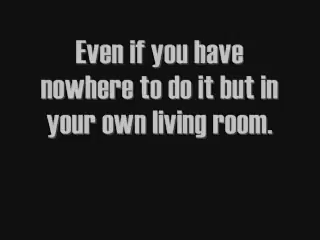 Even if you have
nowhere to do it but in
your own living room.